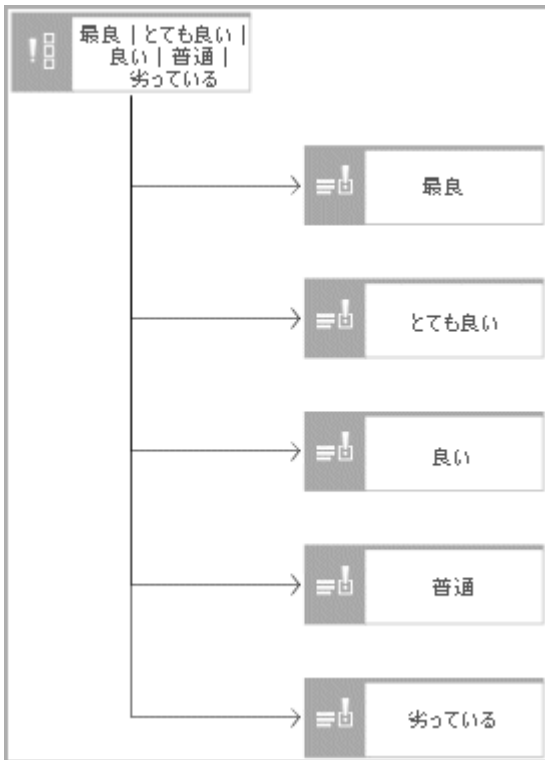 最良 | とても良い |
良い | 普通 |
劣っている
最良
とても良い
良い
普通
劣っている